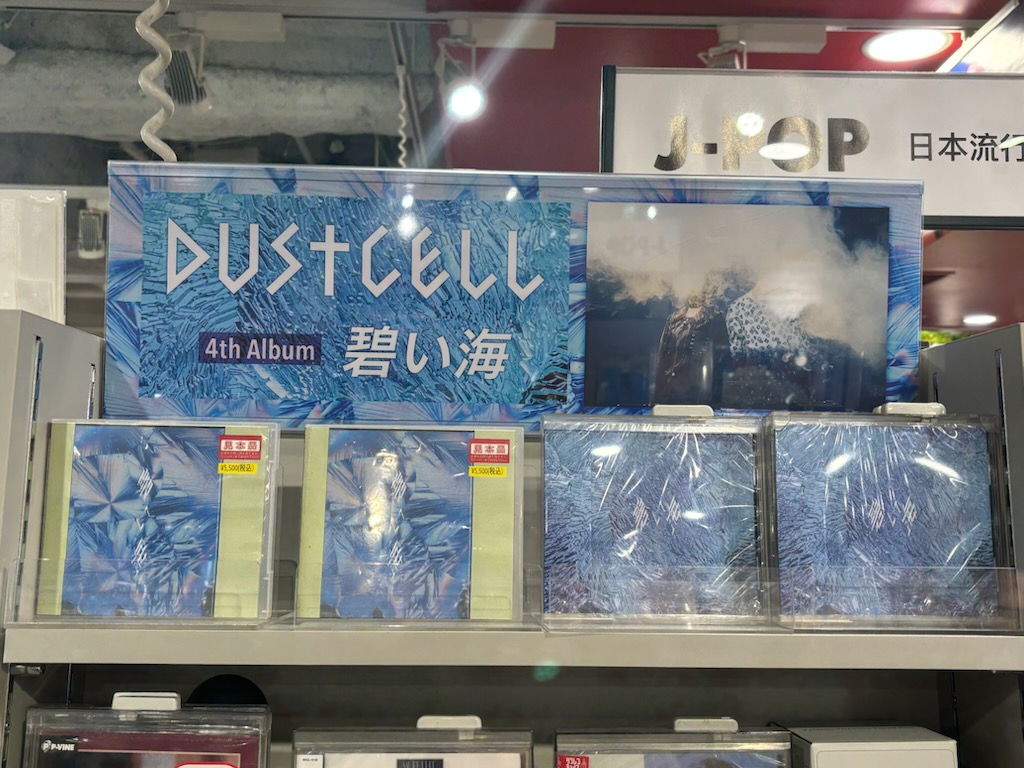 J-POP 日本流行
DUSTCELL
4th Album 碧い海
見本品
¥5,500(税込)
見本品
¥5,500(税込)
P-VINE